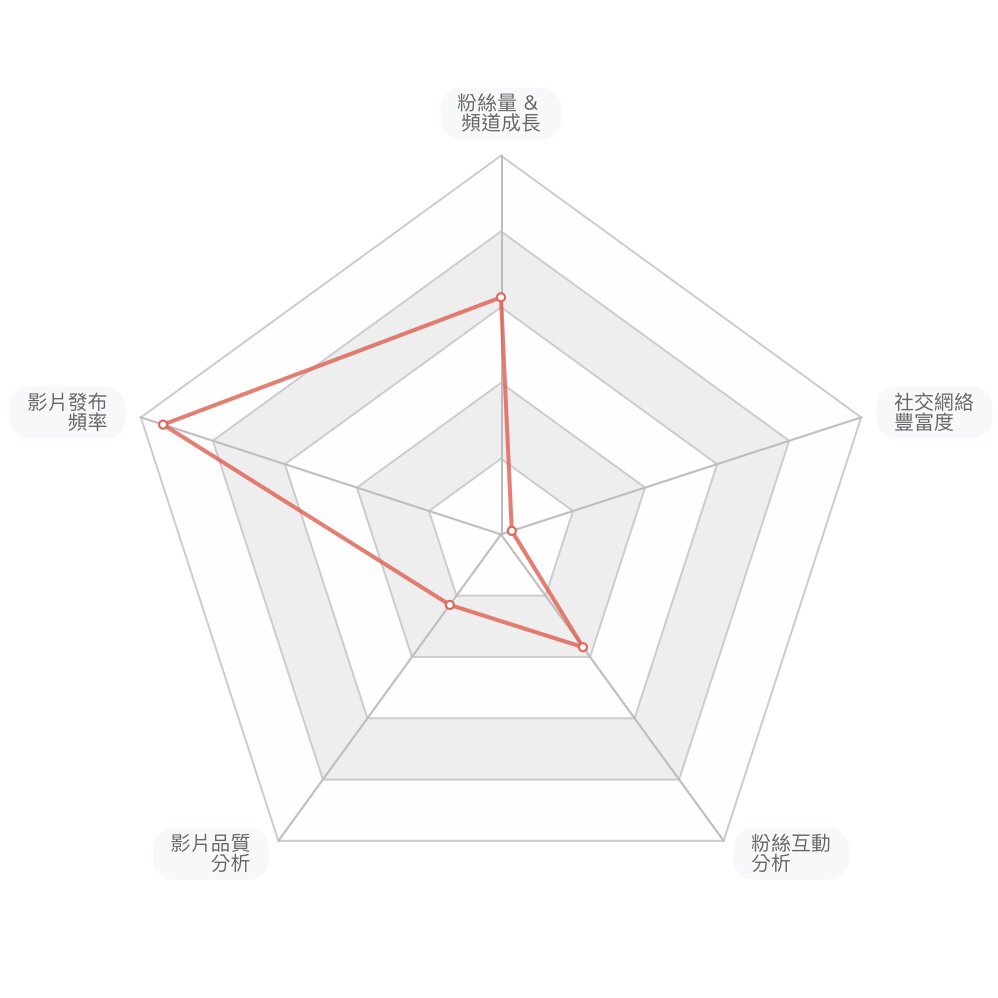 粉絲量 &
頻道成長
影片發布
頻率
社交網絡
豐富度
影片品質
分析
粉絲互動
分析